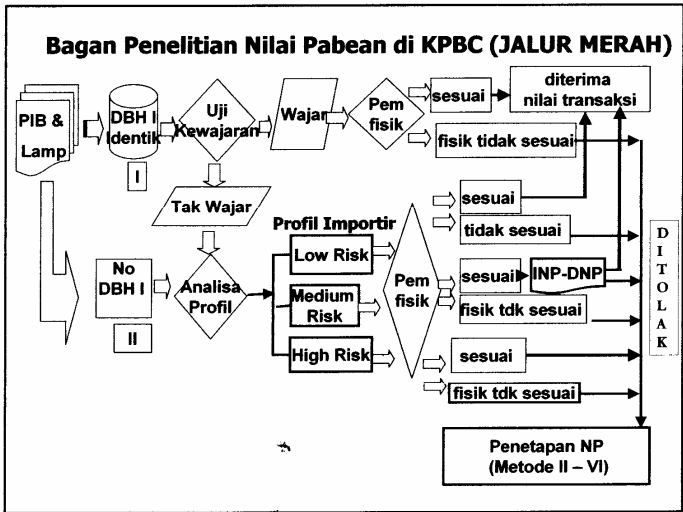 Bagan Penelitian Nilai Pabean di KPBC (JALUR MERAH)
PIB &
Lamp
DBH I
Identik
I
Uji
Kewajaran
Wajar
Pem
fisik
sesuai
diterima
nilai transaksi
fisik tidak sesuai
Tak Wajar
No
DBH I
II
Analisa
Profil
Profil Importir
Low Risk
Medium
Risk
High Risk
Pem
fisik
sesuai
tidak sesuai
sesuai
INP-DNP
fisik tdk sesuai
sesuai
fisik tdk sesuai
D
I
T
O
L
A
K
Penetapan NP
(Metode II – VI)